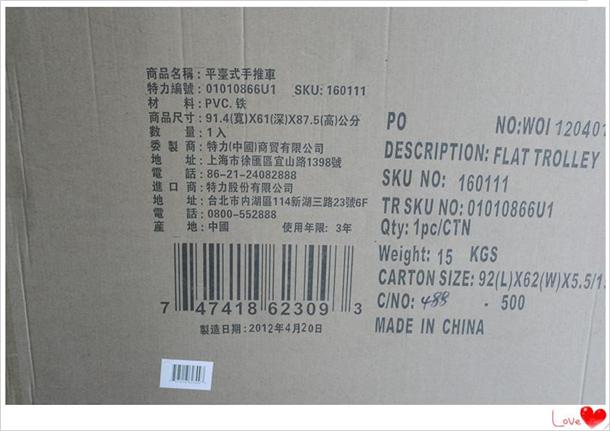 商品名稱：平臺式手推車
特力編號：01010866U1 SKU: 160111
材 料：PVC. 铁
商品尺寸：91.4(寬)X61(深)X87.5(高)公分
數 量：1入
委 製 商：特力(中國)商貿有限公司
地 址：上海市徐匯區宜山路1398號
電 話：86-21-24082888
進 口 商：特力股份有限公司
地 址：台北市内湖區114新湖三路23號6F
電 話：0800-552888
産 地：中國 使用年限: 3年
7 47418 62309 3
製造日期：2012年4月20日
PO NO:WOI 120401
DESCRIPTION: FLAT TROLLEY
SKU NO: 160111
TR SKU NO: 01010866U1
Qty: 1pc/CTN
Weight: 15 KGS
CARTON SIZE: 92(L)X62(W)X5.5/1.
C/NO: 488 - 500
MADE IN CHINA
Love